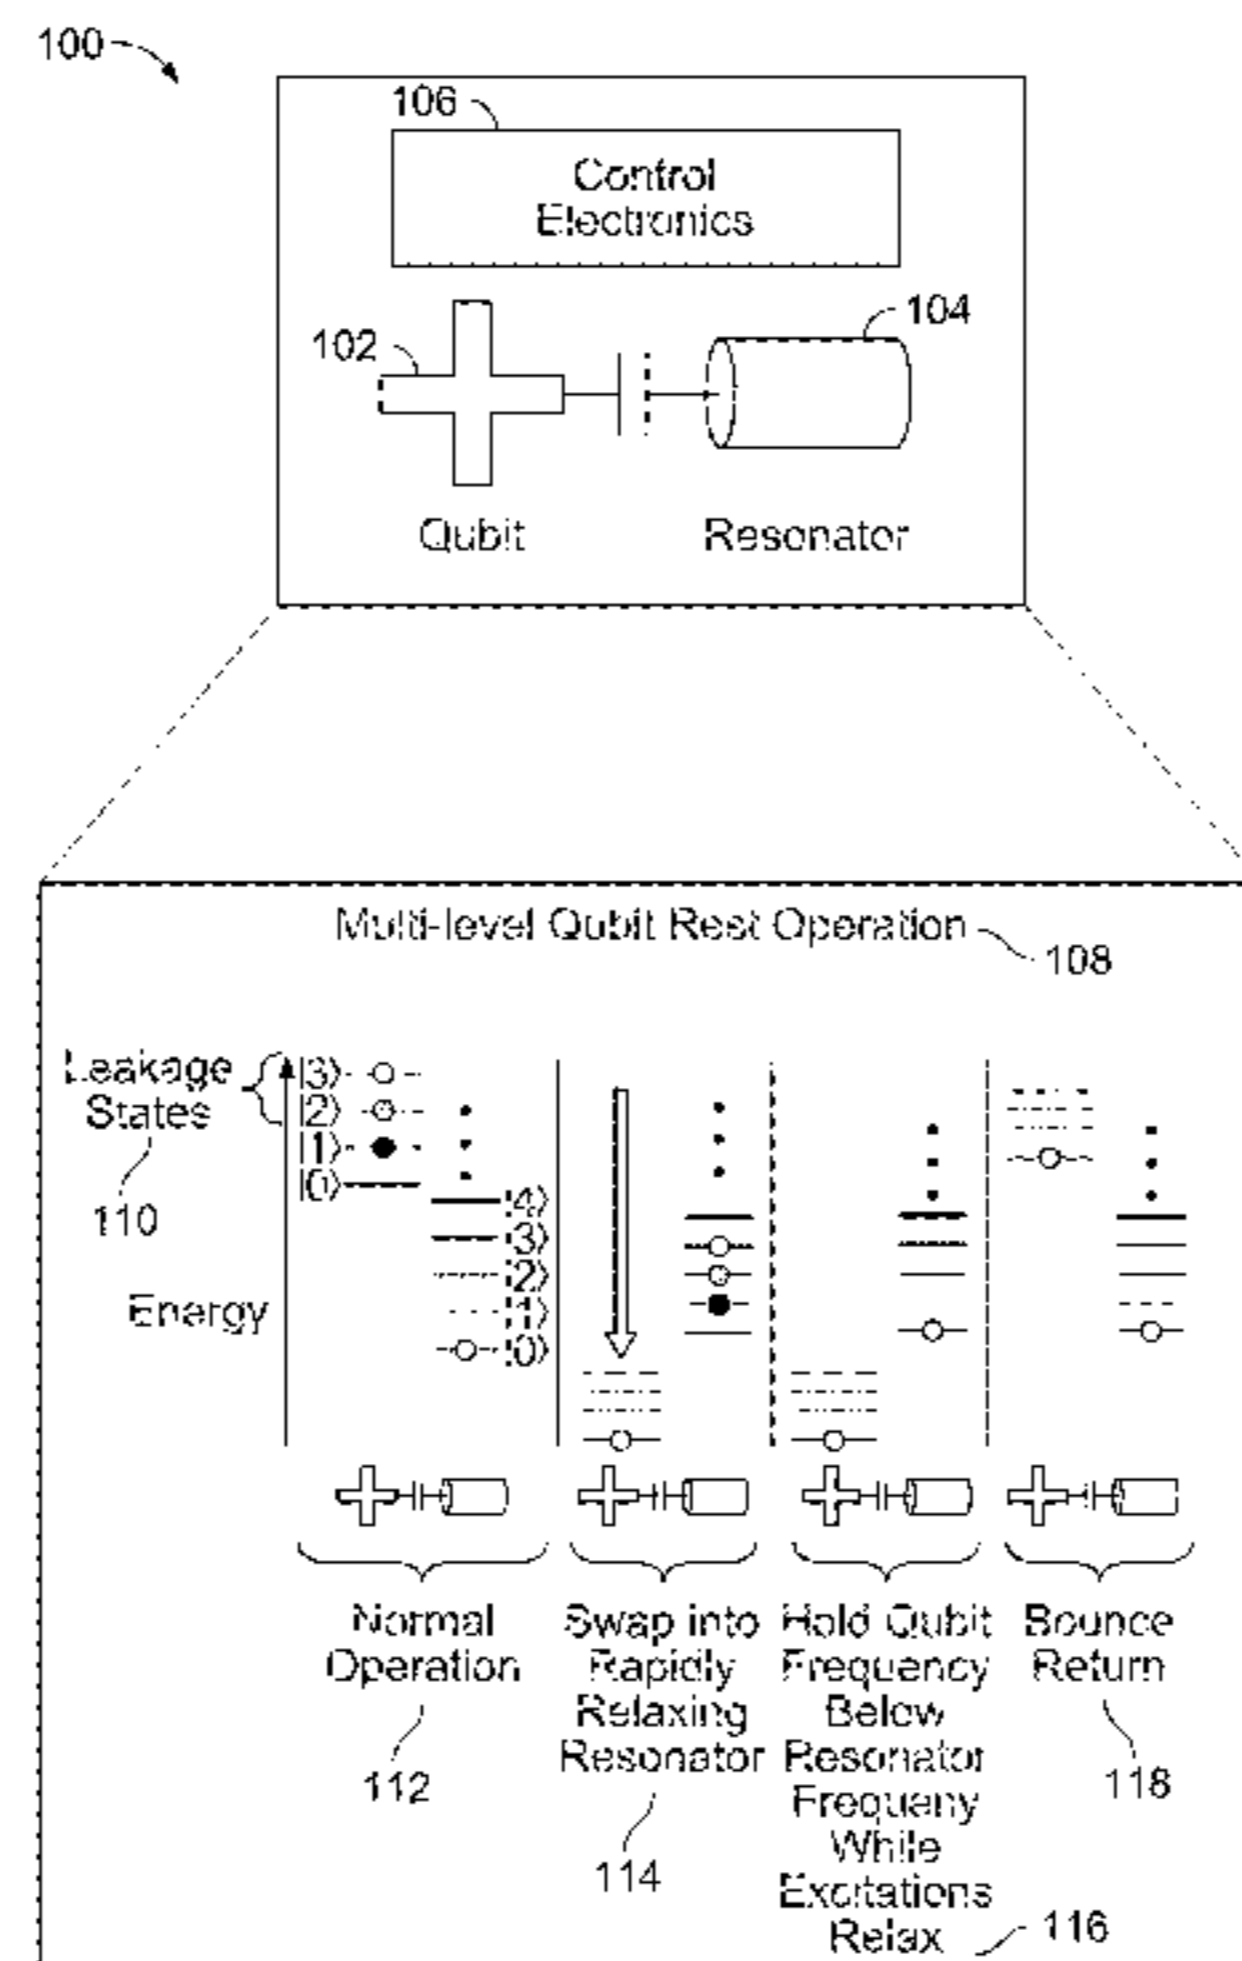 100
106
Control
Electronics
102
104
Qubit
Resonator
Multi-level Qubit Rest Operation
108
Leakage
States
110
|3⟩
|2⟩
|1⟩
|0⟩
|4⟩
|3⟩
|2⟩
|1⟩
|0⟩
Energy
Normal
Operation
112
Swap into
Rapidly
Relaxing
Resonator
114
Hold Qubit
Frequency
Below
Resonator
Frequeny
While
Excitations
Relax
116
Bounce
Return
118